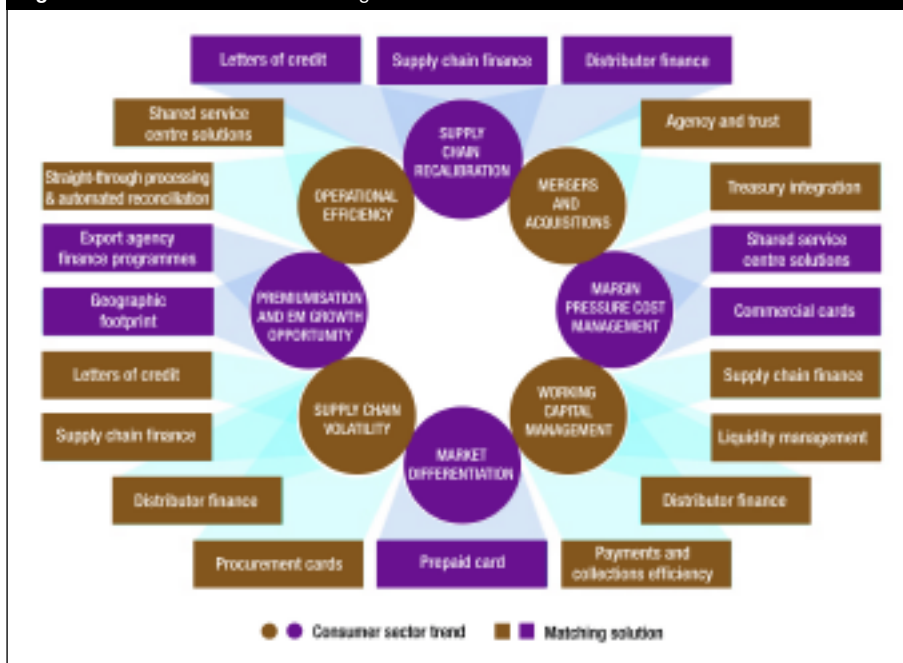 Letters of credit
Supply chain finance
Distributor finance
Shared service
centre solutions
Agency and trust
SUPPLY
CHAIN
RECALIBRATION
Straight-through processing
& automated reconciliation
OPERATIONAL
EFFICIENCY
MERGERS
AND
ACQUISITIONS
Treasury integration
Export agency
finance programmes
Shared service
centre solutions
Geographic
footprint
PREMIUMISATION
AND EM GROWTH
OPPORTUNITY
MARGIN
PRESSURE COST
MANAGEMENT
Commercial cards
Letters of credit
Supply chain finance
SUPPLY CHAIN
VOLATILITY
WORKING
CAPITAL
MANAGEMENT
Supply chain finance
Liquidity management
MARKET
DIFFERENTIATION
Distributor finance
Distributor finance
Procurement cards
Prepaid card
Payments and
collections efficiency
Consumer sector trend
Matching solution